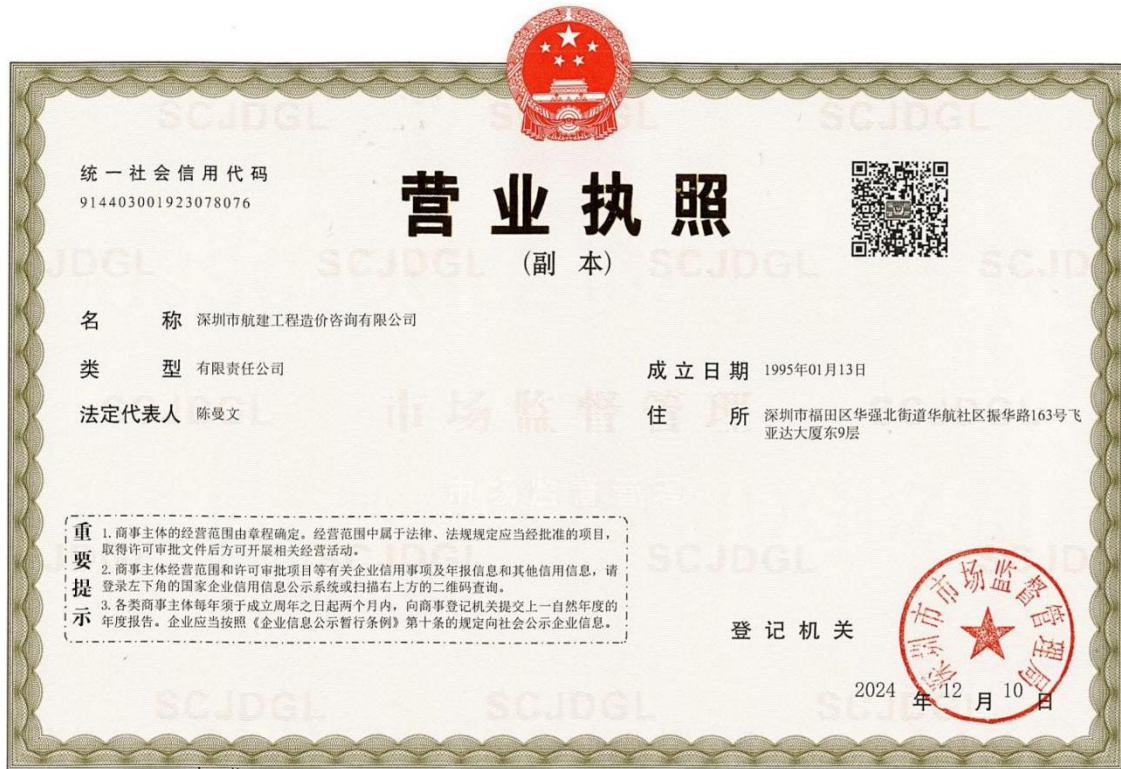 统一社会信用代码
914403001923078076
营业执照
(副 本)
名 称 深圳市航建工程造价咨询有限公司
类 型 有限责任公司
法定代表人 陈曼文
成立日期 1995年01月13日
住 所 深圳市福田区华强北街道华航社区振华路163号飞
亚达大厦东9层
重要提示
1. 商事主体的经营范围由章程确定。经营范围中属于法律、法规规定应当经批准的项目，
取得许可审批文件后方可开展相关经营活动。
2. 商事主体经营范围和许可审批项目等有关企业信用事项及年报信息和其他信用信息，请
登录左下角的国家企业信用信息公示系统或扫描右上方的二维码查询。
3. 各类商事主体每年须于成立周年之日起两个月内，向商事登记机关提交上一自然年度的
年度报告。企业应当按照《企业信息公示暂行条例》第十条的规定向社会公示企业信息。
登记机关
深圳市市场监督管理局
2024 年 12 月 10 日
SCJDGL
市场监督管理